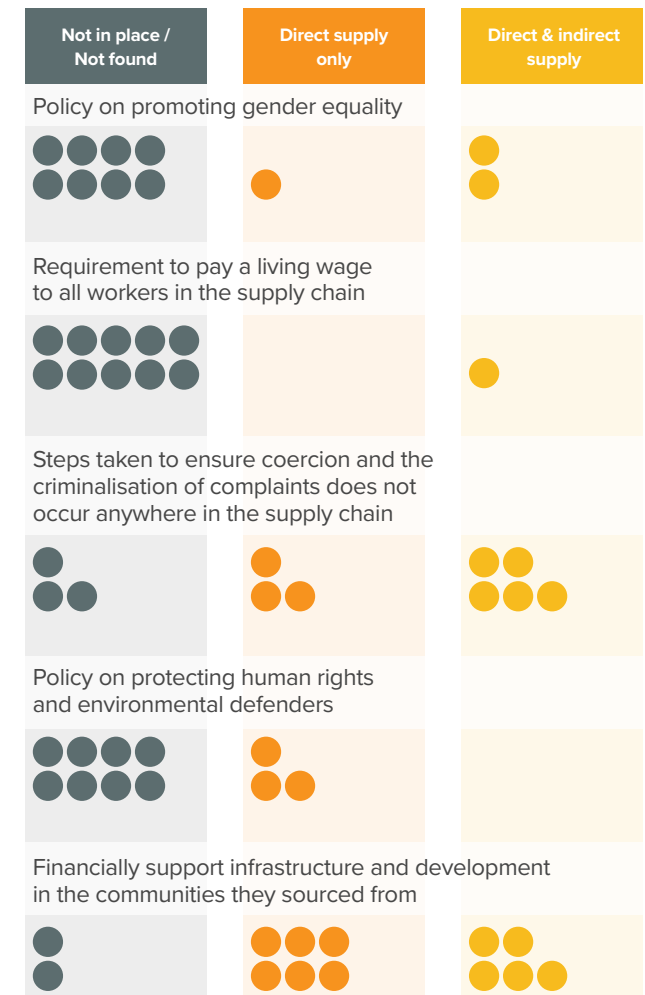 Not in place /
Not found
Direct supply
only
Direct & indirect
supply
Policy on promoting gender equality
Requirement to pay a living wage
to all workers in the supply chain
Steps taken to ensure coercion and the
criminalisation of complaints does not
occur anywhere in the supply chain
Policy on protecting human rights
and environmental defenders
Financially support infrastructure and development
in the communities they sourced from